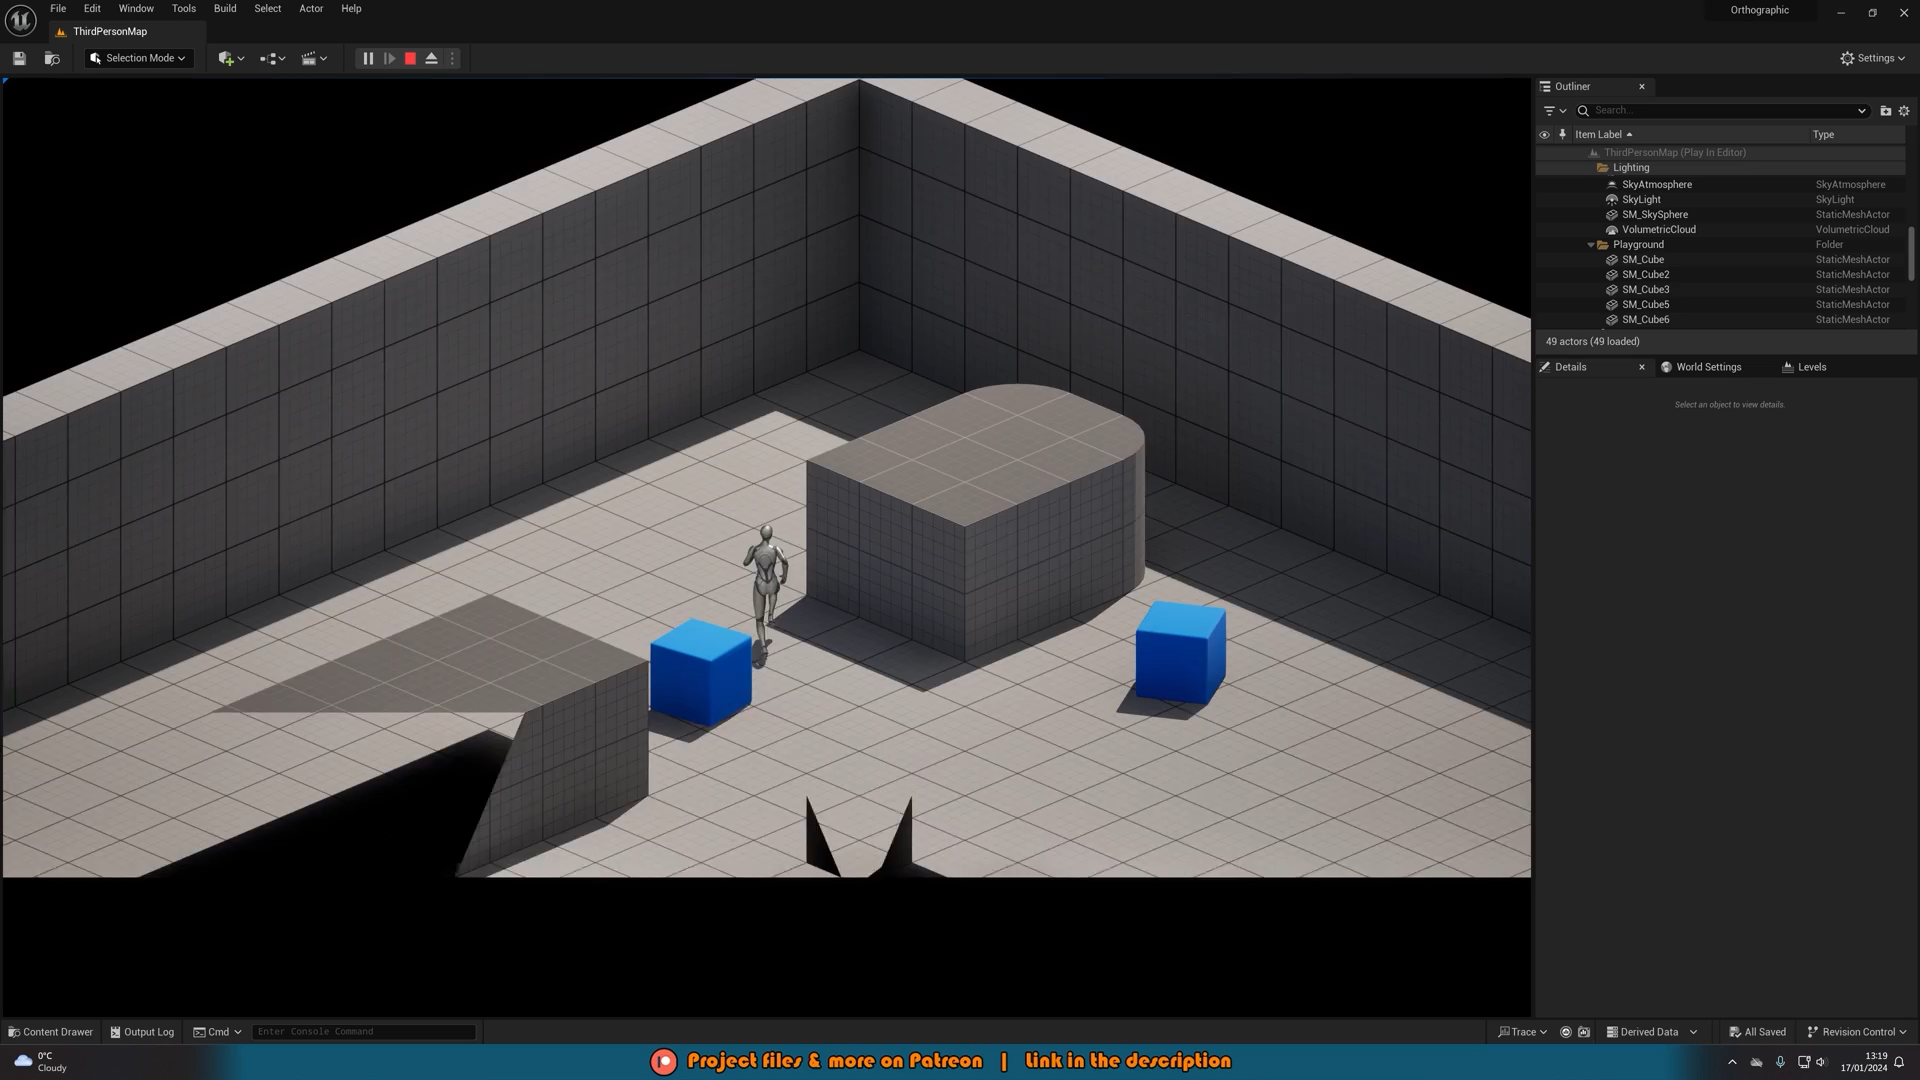 File Edit Window Tools Build Select Actor Help
Orthographic
ThirdPersonMap
Selection Mode
Settings
Outliner
Search...
Item Label Type
ThirdPersonMap (Play In Editor)
Lighting
SkyAtmosphere SkyAtmosphere
SkyLight SkyLight
SM_SkySphere StaticMeshActor
VolumetricCloud VolumetricCloud
Playground Folder
SM_Cube StaticMeshActor
SM_Cube2 StaticMeshActor
SM_Cube3 StaticMeshActor
SM_Cube5 StaticMeshActor
SM_Cube6 StaticMeshActor
49 actors (49 loaded)
Details World Settings Levels
Select an object to view details.
Content Drawer Output Log Cmd Enter Console Command Trace Derived Data All Saved Revision Control
0°C
Cloudy
Project files & more on Patreon | Link in the description
13:19
17/01/2024